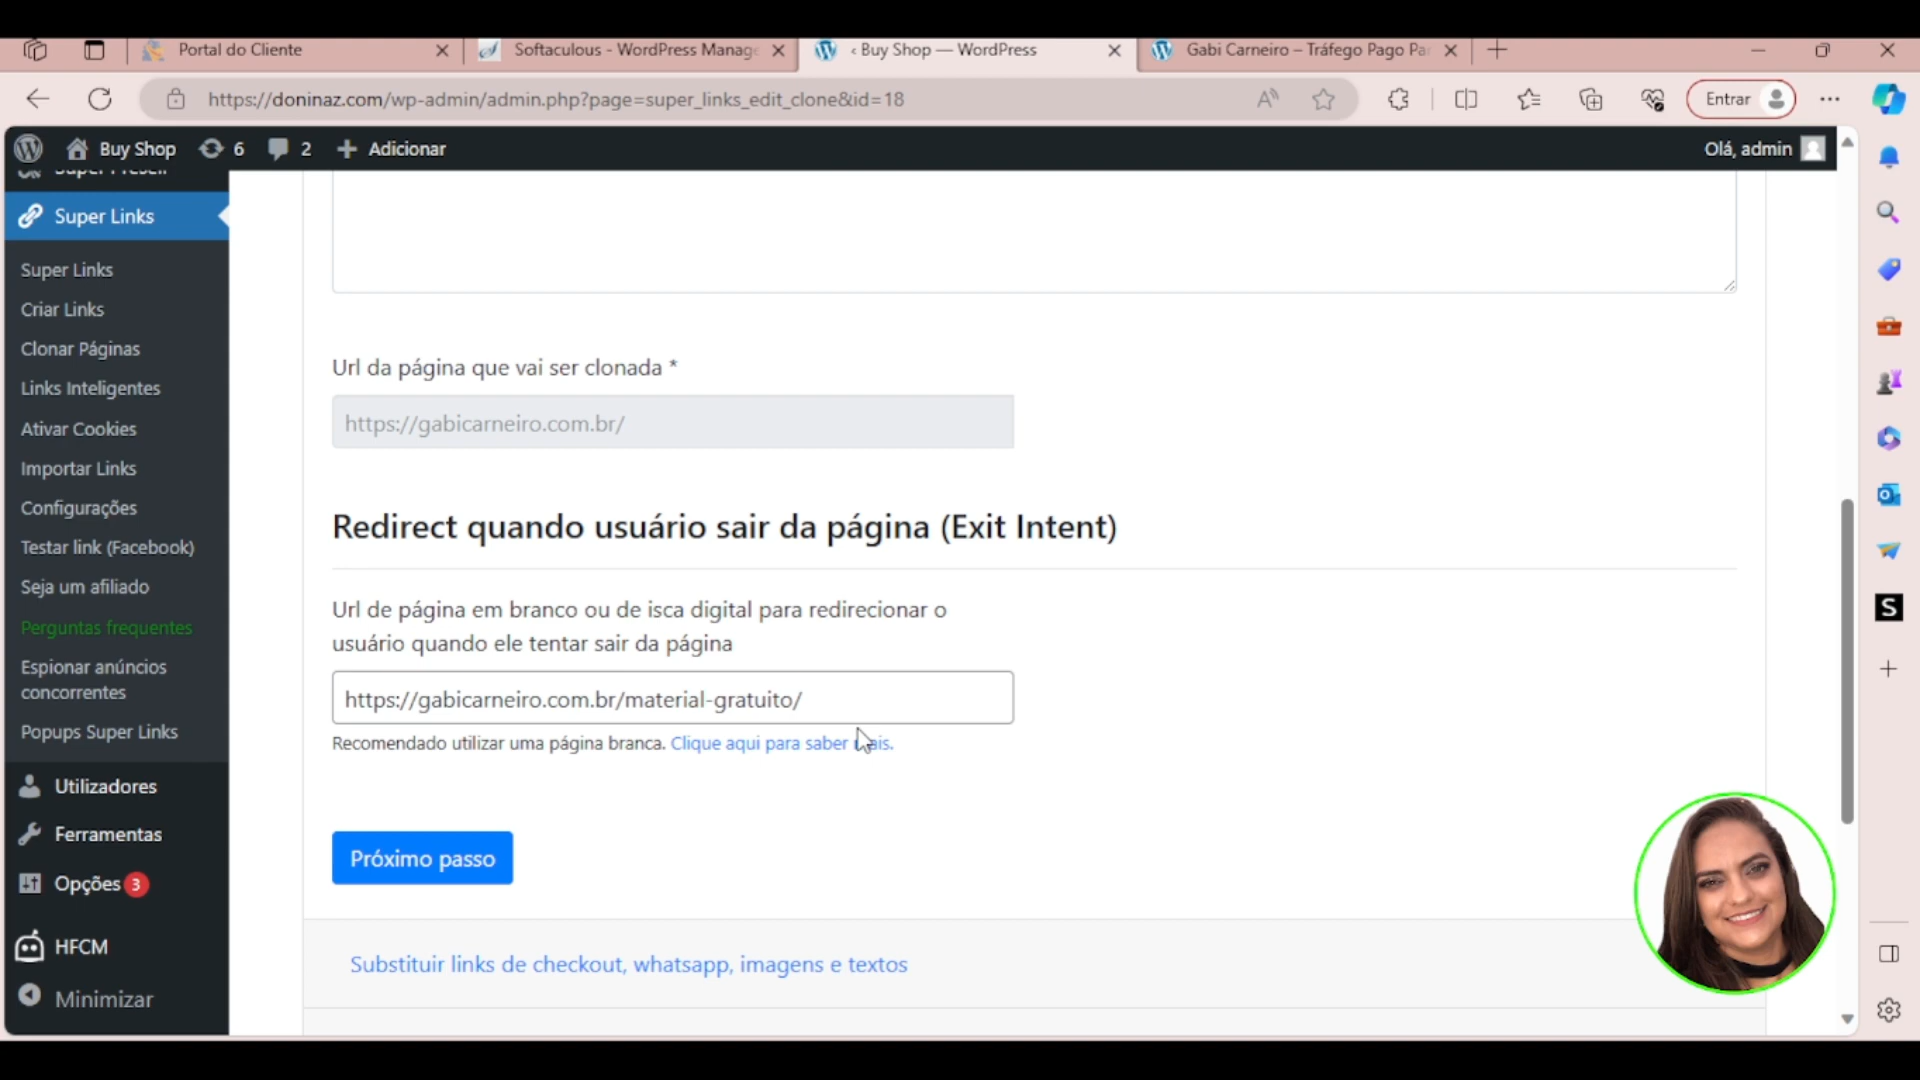 Portal do Cliente
Softaculous - WordPress Manage
‹ Buy Shop — WordPress
Gabi Carneiro – Tráfego Pago Pa
https://doninaz.com/wp-admin/admin.php?page=super_links_edit_clone&id=18
Entrar
Buy Shop
6
2
Adicionar
Olá, admin
Super Links
Super Links
Criar Links
Clonar Páginas
Links Inteligentes
Ativar Cookies
Importar Links
Configurações
Testar link (Facebook)
Seja um afiliado
Perguntas frequentes
Espionar anúncios
concorrentes
Popups Super Links
Utilizadores
Ferramentas
Opções 3
HFCM
Minimizar
Url da página que vai ser clonada *
https://gabicarneiro.com.br/
Redirect quando usuário sair da página (Exit Intent)
Url de página em branco ou de isca digital para redirecionar o
usuário quando ele tentar sair da página
https://gabicarneiro.com.br/material-gratuito/
Recomendado utilizar uma página branca. Clique aqui para saber mais.
Próximo passo
Substituir links de checkout, whatsapp, imagens e textos
S